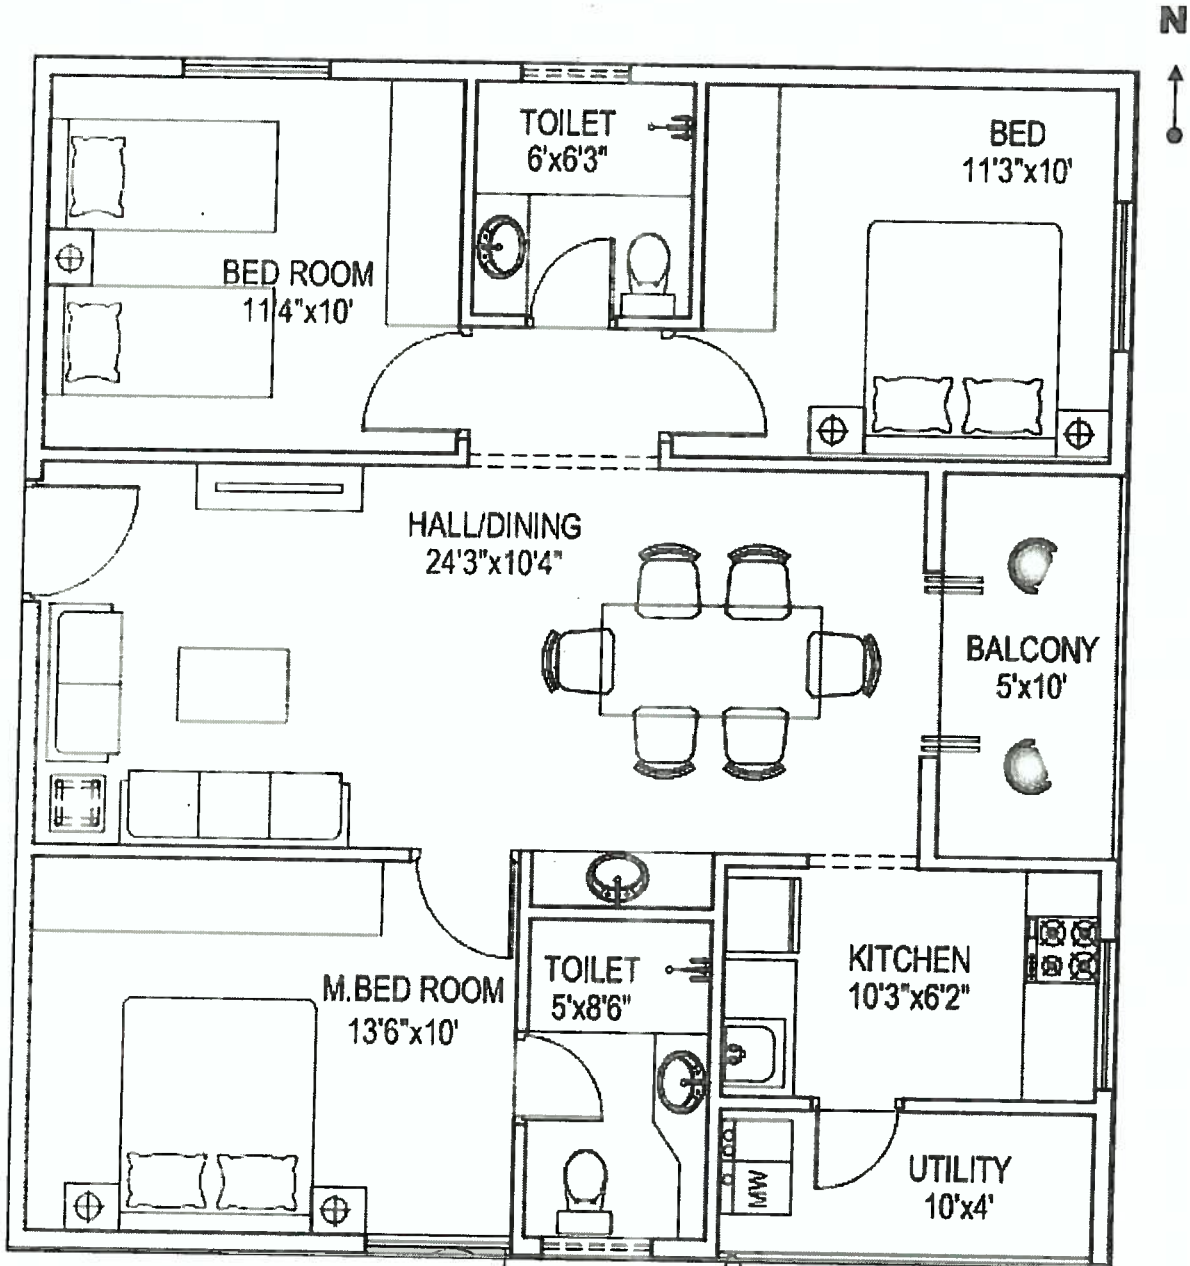 N
TOILET
6'x6'3"
BED
11'3"x10'
BED ROOM
11'4"x10'
HALL/DINING
24'3"x10'4"
BALCONY
5'x10'
M.BED ROOM
13'6"x10'
TOILET
5'x8'6"
KITCHEN
10'3"x6'2"
UTILITY
10'x4'
MW